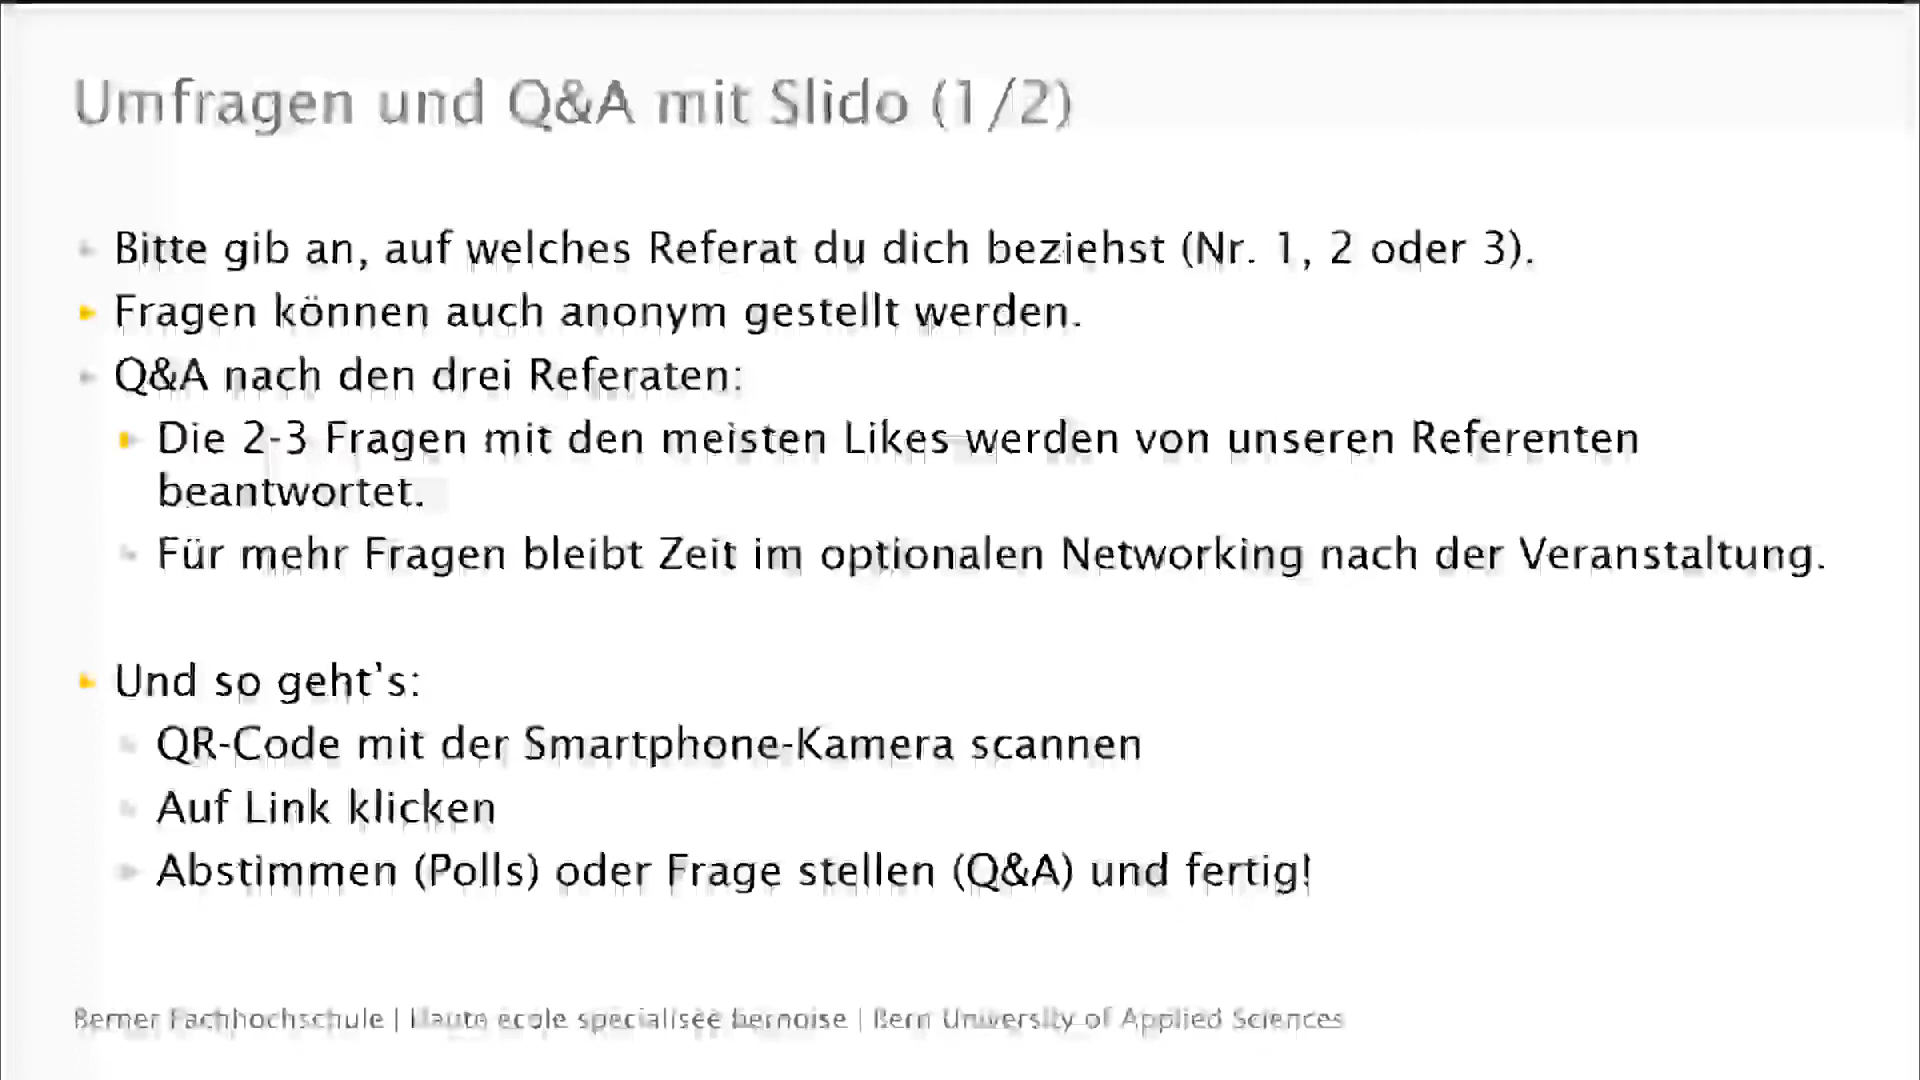 Umfragen und Q&A mit Slido (1/2)
Bitte gib an, auf welches Referat du dich beziehst (Nr. 1, 2 oder 3).
Fragen können auch anonym gestellt werden.
Q&A nach den drei Referaten:
Die 2-3 Fragen mit den meisten Likes werden von unseren Referenten
beantwortet.
Für mehr Fragen bleibt Zeit im optionalen Networking nach der Veranstaltung.
Und so geht's:
QR-Code mit der Smartphone-Kamera scannen
Auf Link klicken
Abstimmen (Polls) oder Frage stellen (Q&A) und fertig!
Berner Fachhochschule | Haute école spécialisée bernoise | Bern University of Applied Sciences